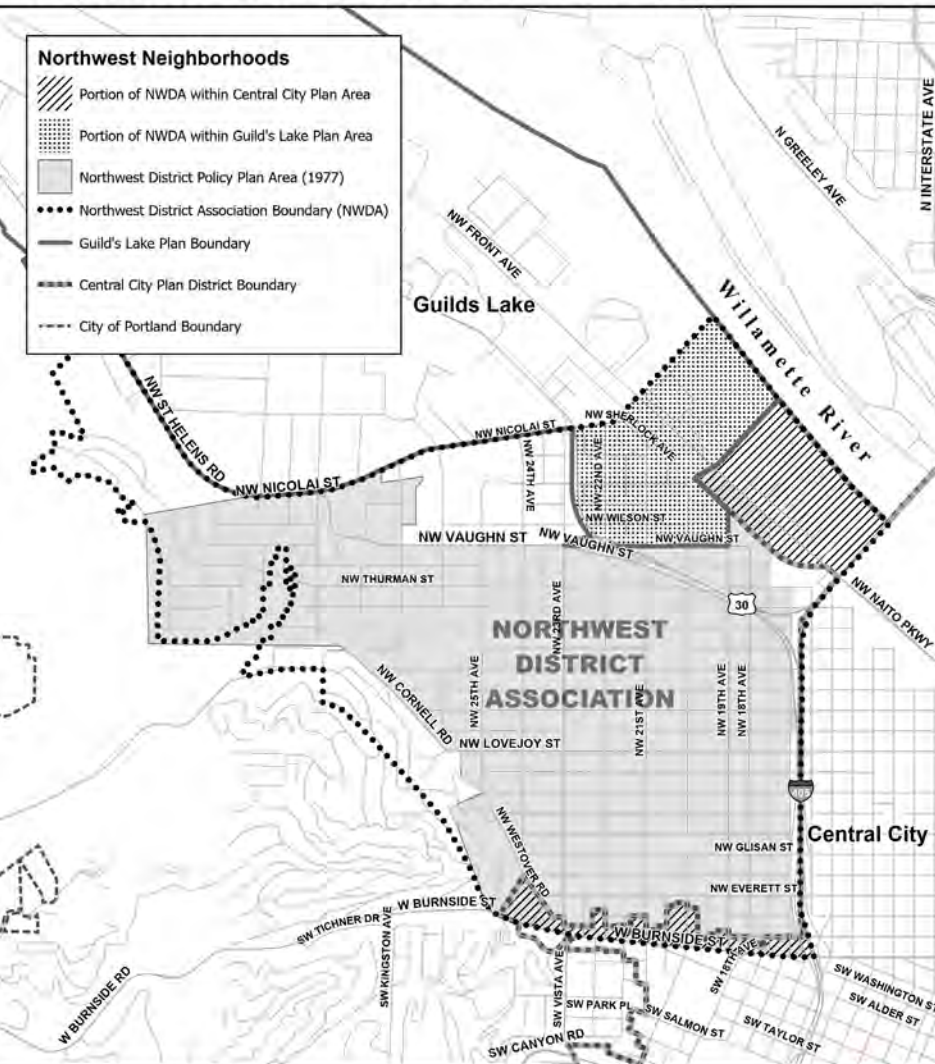 Northwest Neighborhoods
Portion of NWDA within Central City Plan Area
Portion of NWDA within Guild's Lake Plan Area
Northwest District Policy Plan Area (1977)
Northwest District Association Boundary (NWDA)
Guild's Lake Plan Boundary
Central City Plan District Boundary
City of Portland Boundary
N INTERSTATE AVE
N GREELEY AVE
NW FRONT AVE
Guilds Lake
Willamette River
NW ST HELENS RD
NW NICOLAI ST
NW SHERLOCK AVE
NW 24TH AVE
NW 22ND AVE
NW NICOLAI ST
NW WILSON ST
NW VAUGHN ST
NW VAUGHN ST
NW VAUGHN ST
NW THURMAN ST
30
NW NAITO PKWY
NW 23RD AVE
NORTHWEST
DISTRICT
ASSOCIATION
NW CORNELL RD
NW 25TH AVE
NW 21ST AVE
NW 19TH AVE
NW 18TH AVE
NW LOVEJOY ST
405
Central City
NW WESTOVER RD
NW GLISAN ST
NW EVERETT ST
W BURNSIDE ST
SW TICHNER DR
SW KINGSTON AVE
W BURNSIDE ST
SW 18TH AVE
W BURNSIDE RD
SW VISTA AVE
SW PARK PL
SW WASHINGTON ST
SW ALDER ST
SW SALMON ST
SW TAYLOR ST
SW CANYON RD